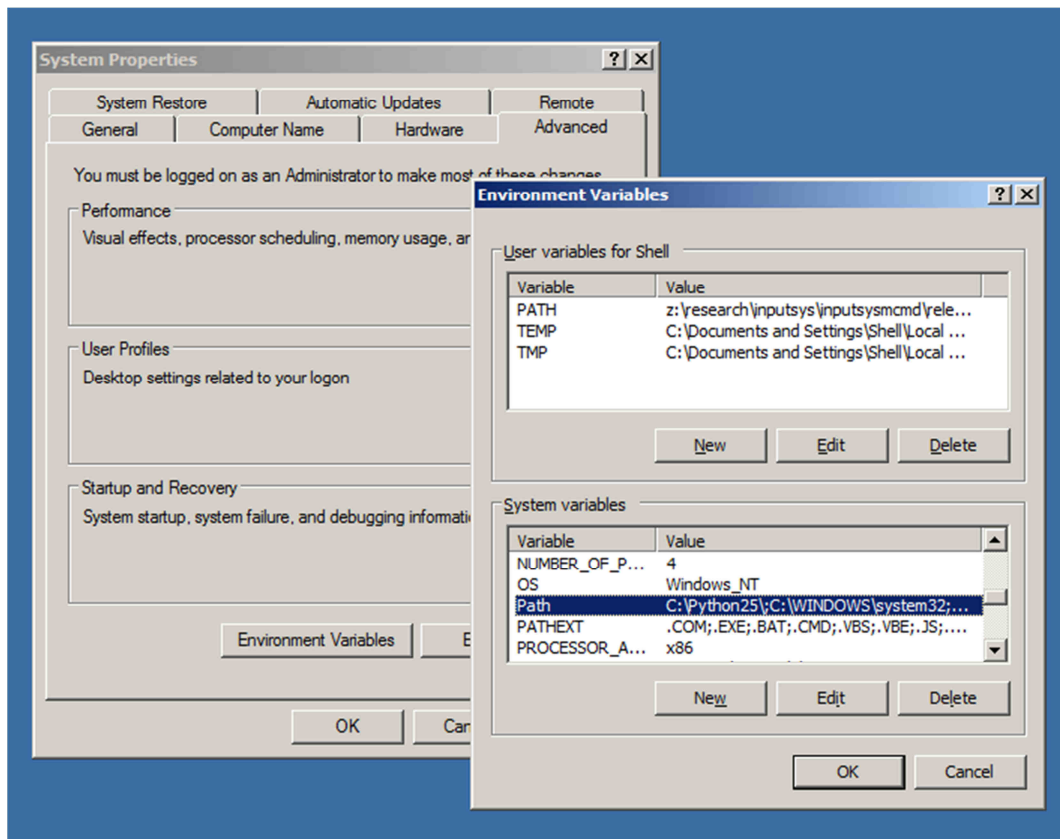 System Properties
System Restore Automatic Updates Remote
General Computer Name Hardware Advanced
You must be logged on as an Administrator to make most of these changes
Performance
Visual effects, processor scheduling, memory usage, ar
User Profiles
Desktop settings related to your logon
Startup and Recovery
System startup, system failure, and debugging informati
Environment Variables E
OK Can
Environment Variables
User variables for Shell
Variable Value
PATH z:\research\inputsys\inputsysmcmd\rele...
TEMP C:\Documents and Settings\Shell\Local ...
TMP C:\Documents and Settings\Shell\Local ...
New Edit Delete
System variables
Variable Value
NUMBER_OF_P... 4
OS Windows_NT
Path C:\Python25\;C:\WINDOWS\system32;...
PATHEXT .COM;.EXE;.BAT;.CMD;.VBS;.VBE;.JS;....
PROCESSOR_A... x86
New Edit Delete
OK Cancel